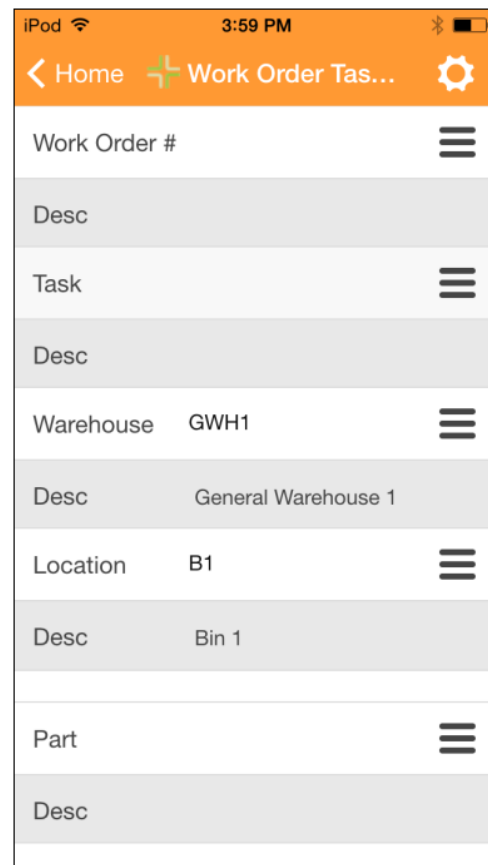 iPod 3:59 PM
Home Work Order Tas...
Work Order #
Desc
Task
Desc
Warehouse GWH1
Desc General Warehouse 1
Location B1
Desc Bin 1
Part
Desc